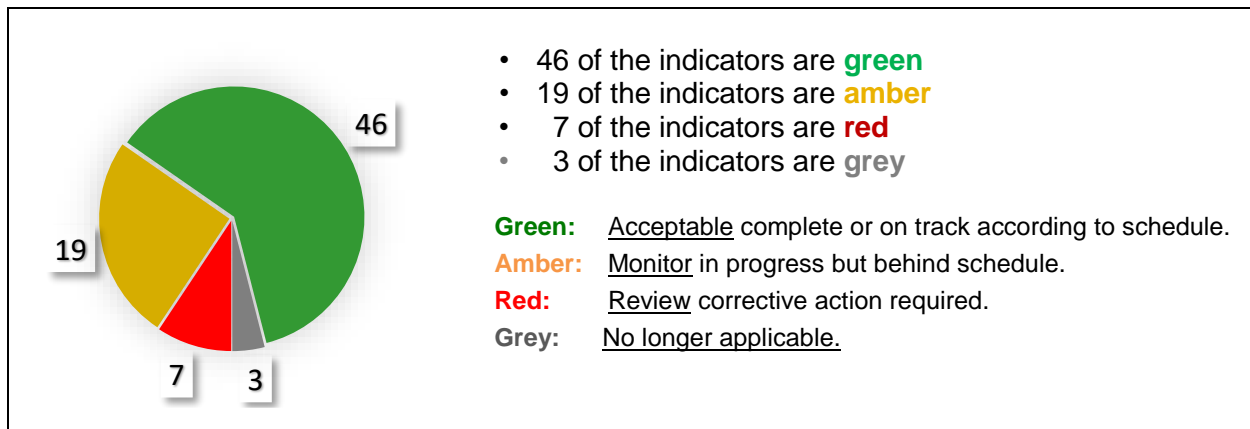 46
19
7
3
• 46 of the indicators are green
• 19 of the indicators are amber
• 7 of the indicators are red
• 3 of the indicators are grey
Green: Acceptable complete or on track according to schedule.
Amber: Monitor in progress but behind schedule.
Red: Review corrective action required.
Grey: No longer applicable.